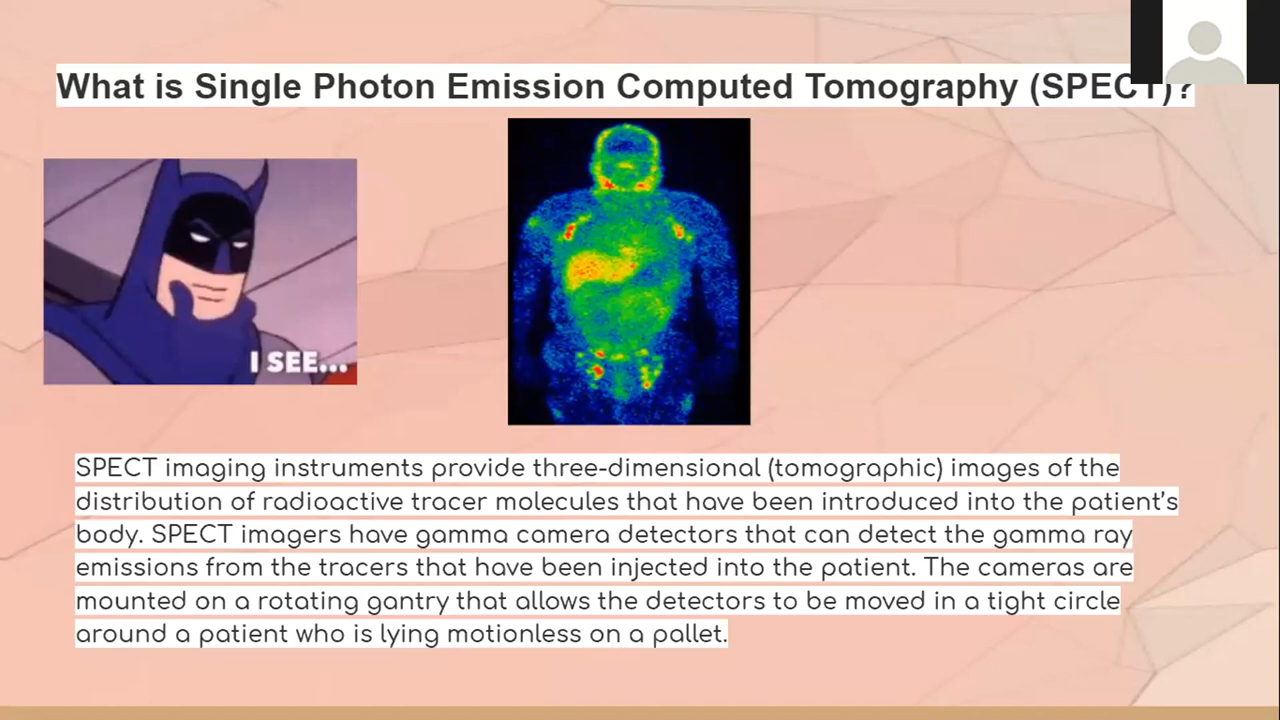 What is Single Photon Emission Computed Tomography (SPECT)?
I SEE...
SPECT imaging instruments provide three-dimensional (tomographic) images of the
distribution of radioactive tracer molecules that have been introduced into the patient's
body. SPECT imagers have gamma camera detectors that can detect the gamma ray
emissions from the tracers that have been injected into the patient. The cameras are
mounted on a rotating gantry that allows the detectors to be moved in a tight circle
around a patient who is lying motionless on a pallet.